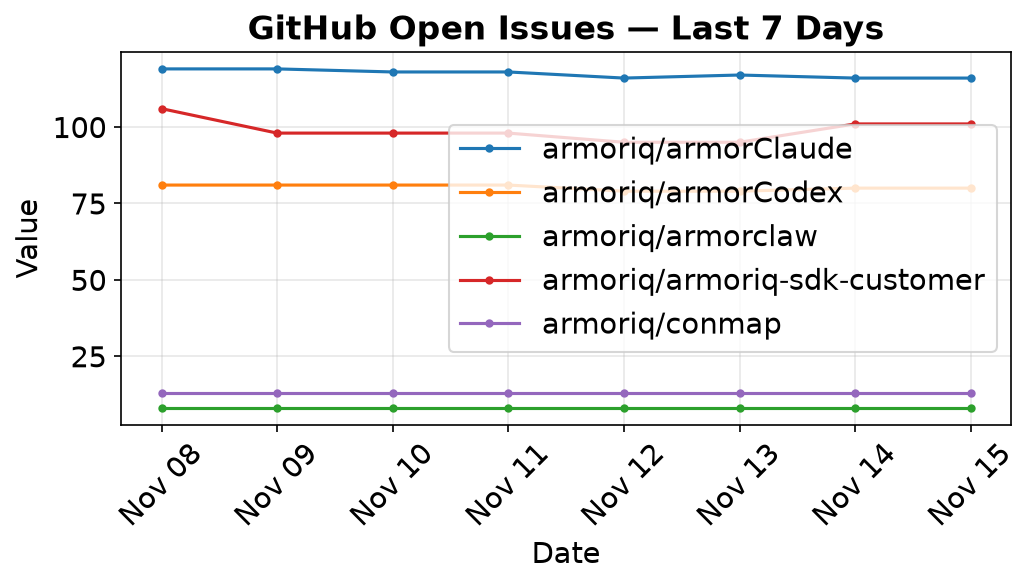 GitHub Open Issues — Last 7 Days
Value
100
75
50
25
armoriq/armorClaude
armoriq/armorCodex
armoriq/armorclaw
armoriq/armoriq-sdk-customer
armoriq/conmap
Nov 08
Nov 09
Nov 10
Nov 11
Nov 12
Nov 13
Nov 14
Nov 15
Date